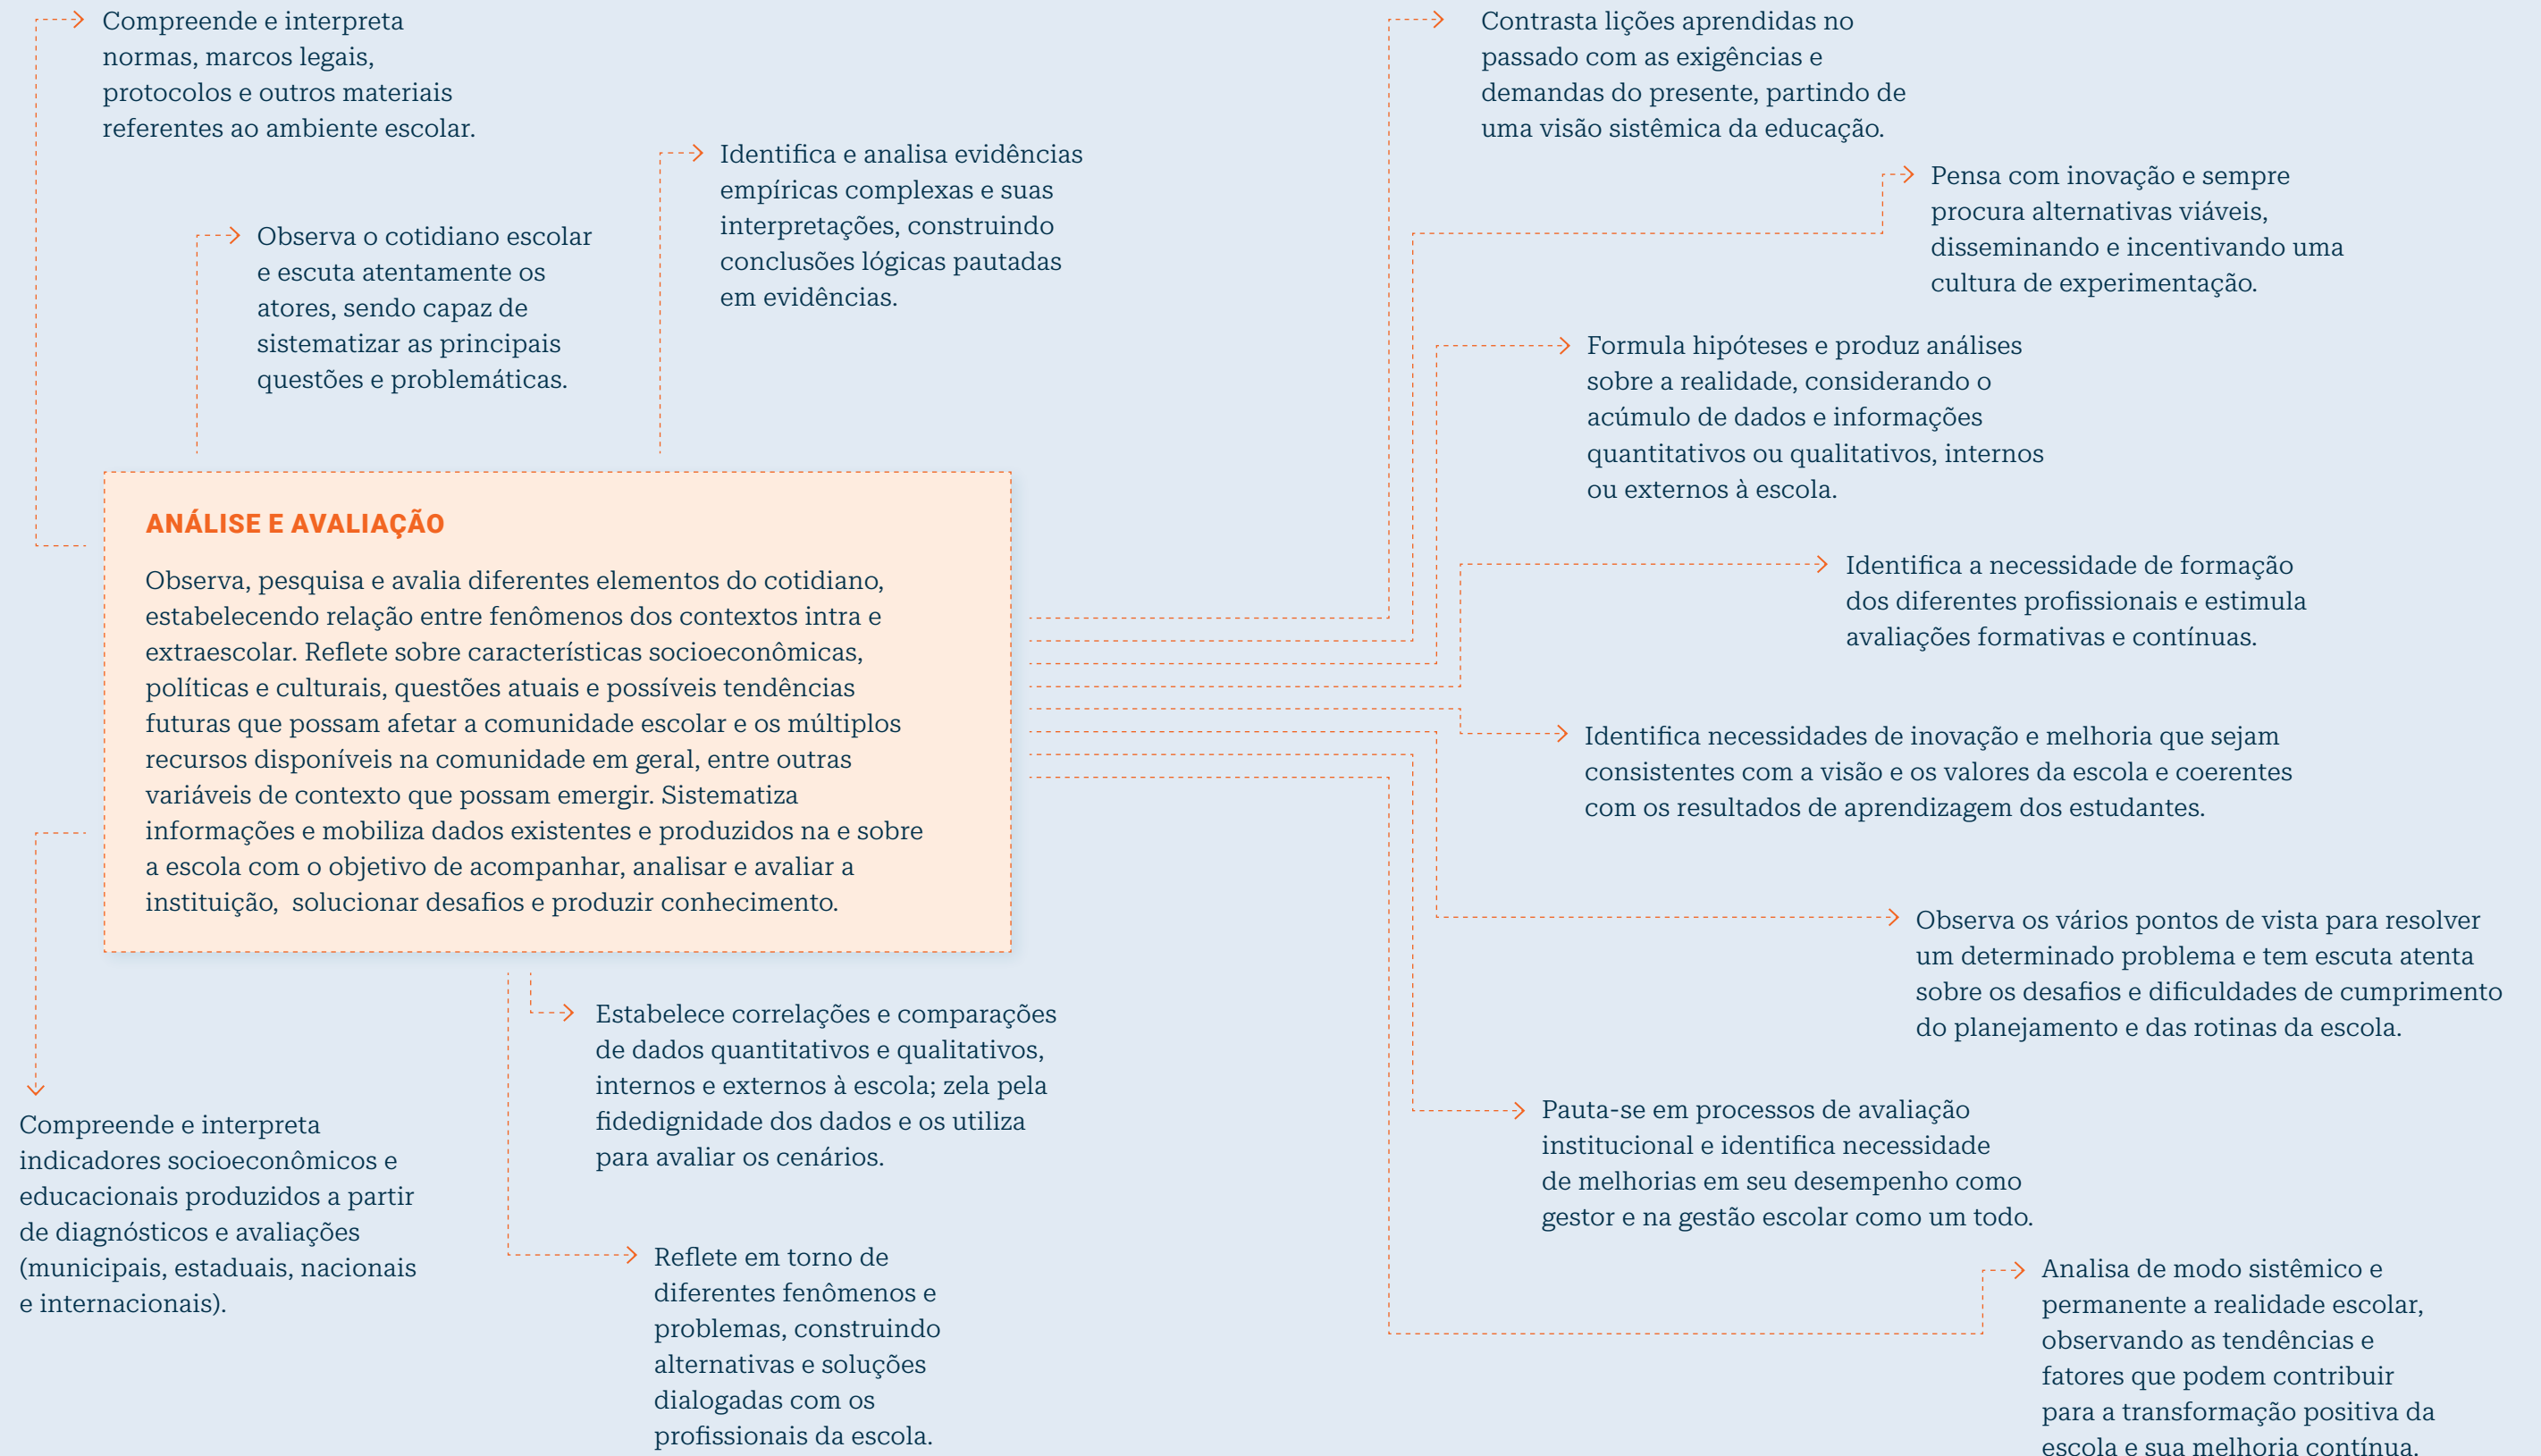 Compreende e interpreta
normas, marcos legais,
protocolos e outros materiais
referentes ao ambiente escolar.
Observa o cotidiano escolar
e escuta atentamente os
atores, sendo capaz de
sistematizar as principais
questões e problemáticas.
Identifica e analisa evidências
empíricas complexas e suas
interpretações, construindo
conclusões lógicas pautadas
em evidências.
ANÁLISE E AVALIAÇÃO
Observa, pesquisa e avalia diferentes elementos do cotidiano,
estabelecendo relação entre fenômenos dos contextos intra e
extraescolar. Reflete sobre características socioeconômicas,
políticas e culturais, questões atuais e possíveis tendências
futuras que possam afetar a comunidade escolar e os múltiplos
recursos disponíveis na comunidade em geral, entre outras
variáveis de contexto que possam emergir. Sistematiza
informações e mobiliza dados existentes e produzidos na e sobre
a escola com o objetivo de acompanhar, analisar e avaliar a
instituição,  solucionar desafios e produzir conhecimento.
Compreende e interpreta
indicadores socioeconômicos e
educacionais produzidos a partir
de diagnósticos e avaliações
(municipais, estaduais, nacionais
e internacionais).
Estabelece correlações e comparações
de dados quantitativos e qualitativos,
internos e externos à escola; zela pela
fidedignidade dos dados e os utiliza
para avaliar os cenários.
Reflete em torno de
diferentes fenômenos e
problemas, construindo
alternativas e soluções
dialogadas com os
profissionais da escola.
Contrasta lições aprendidas no
passado com as exigências e
demandas do presente, partindo de
uma visão sistêmica da educação.
Pensa com inovação e sempre
procura alternativas viáveis,
disseminando e incentivando uma
cultura de experimentação.
Formula hipóteses e produz análises
sobre a realidade, considerando o
acúmulo de dados e informações
quantitativos ou qualitativos, internos
ou externos à escola.
Identifica a necessidade de formação
dos diferentes profissionais e estimula
avaliações formativas e contínuas.
Identifica necessidades de inovação e melhoria que sejam
consistentes com a visão e os valores da escola e coerentes
com os resultados de aprendizagem dos estudantes.
Observa os vários pontos de vista para resolver
um determinado problema e tem escuta atenta
sobre os desafios e dificuldades de cumprimento
do planejamento e das rotinas da escola.
Pauta-se em processos de avaliação
institucional e identifica necessidade
de melhorias em seu desempenho como
gestor e na gestão escolar como um todo.
Analisa de modo sistêmico e
permanente a realidade escolar,
observando as tendências e
fatores que podem contribuir
para a transformação positiva da
escola e sua melhoria contínua.